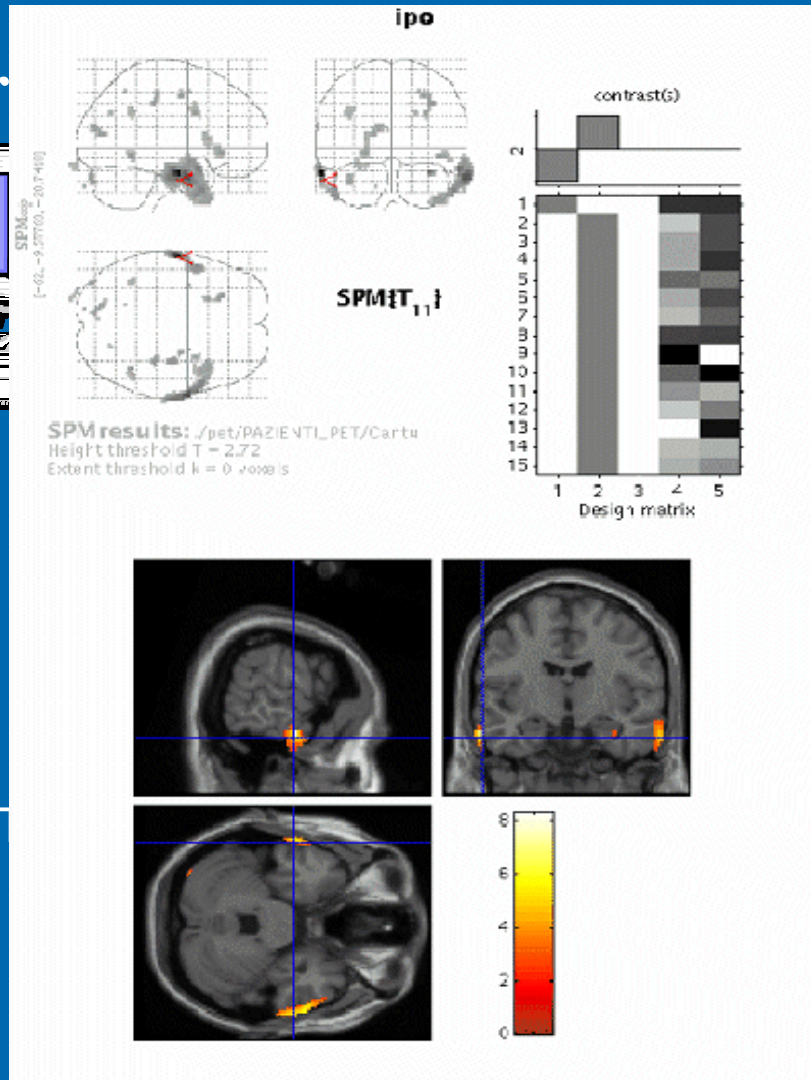 ipo
contrast(s)
2
SPM{T11}
SPM results: ./pet/PAZIENTI_PET/Cartu
Height threshold T = 2.72
Extent threshold k = 0 voxels
1
2
3
4
5
6
7
8
9
10
11
12
13
14
15
1 2 3 4 5
Design matrix
8
6
4
2
0